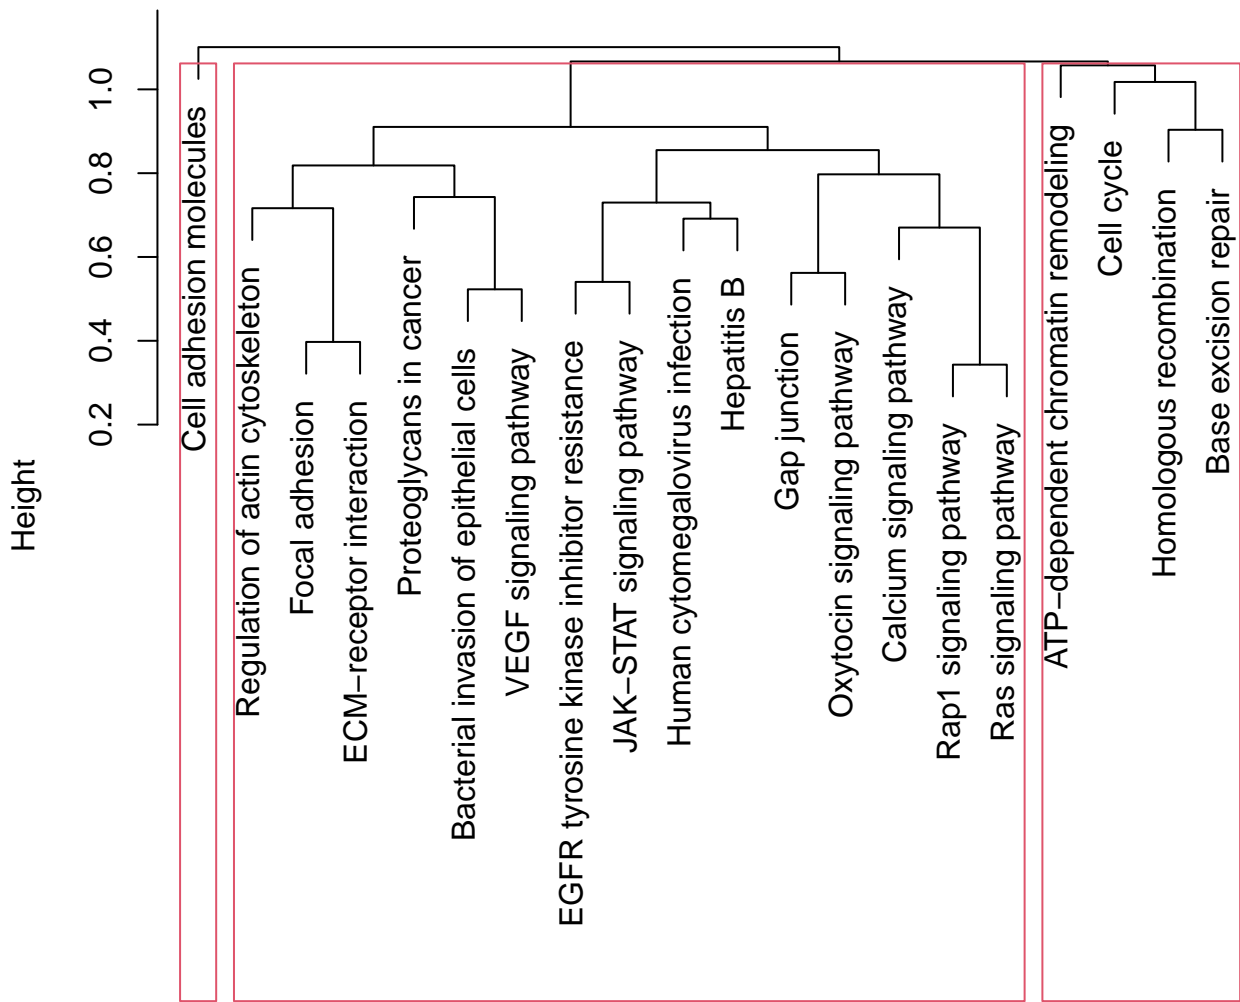 Height
1.0
0.8
0.6
0.4
0.2
Cell adhesion molecules
Regulation of actin cytoskeleton
Focal adhesion
ECM−receptor interaction
Proteoglycans in cancer
Bacterial invasion of epithelial cells
VEGF signaling pathway
EGFR tyrosine kinase inhibitor resistance
JAK−STAT signaling pathway
Human cytomegalovirus infection
Hepatitis B
Gap junction
Oxytocin signaling pathway
Calcium signaling pathway
Rap1 signaling pathway
Ras signaling pathway
ATP−dependent chromatin remodeling
Cell cycle
Homologous recombination
Base excision repair